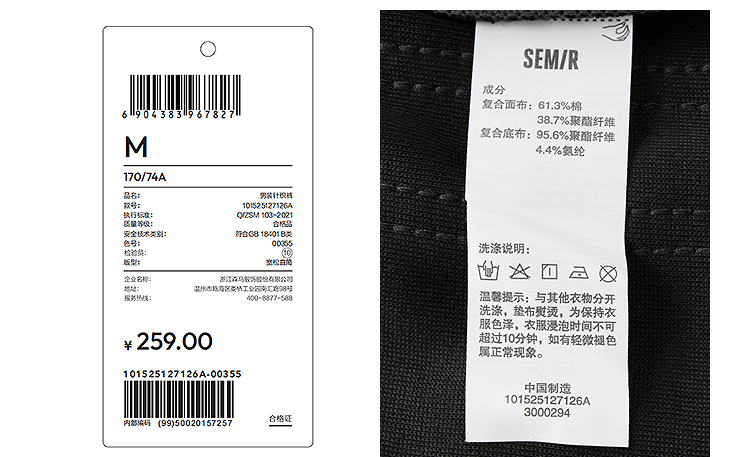 6 904383 967827
M
170/74A
品名: 男装针织裤
款号: 101525127126A
执行标准: Q/ZSM 103-2021
质量等级: 合格品
安全技术类别: 符合GB 18401 B类
色号: 00355
检验员: 10
版型: 宽松直筒
企业名称: 浙江森马服饰股份有限公司
地址: 温州市瓯海区娄桥工业园南汇路98号
服务热线: 400-8877-588
¥ 259.00
101525127126A-00355
内部编码 (99)50020157257
合格证
SEM/R
成分
复合面布: 61.3%棉
38.7%聚酯纤维
复合底布: 95.6%聚酯纤维
4.4%氨纶
洗涤说明:
温馨提示: 与其他衣物分开
洗涤, 垫布熨烫, 为保持衣
服色泽, 衣服浸泡时间不可
超过10分钟, 如有轻微褪色
属正常现象。
中国制造
101525127126A
3000294